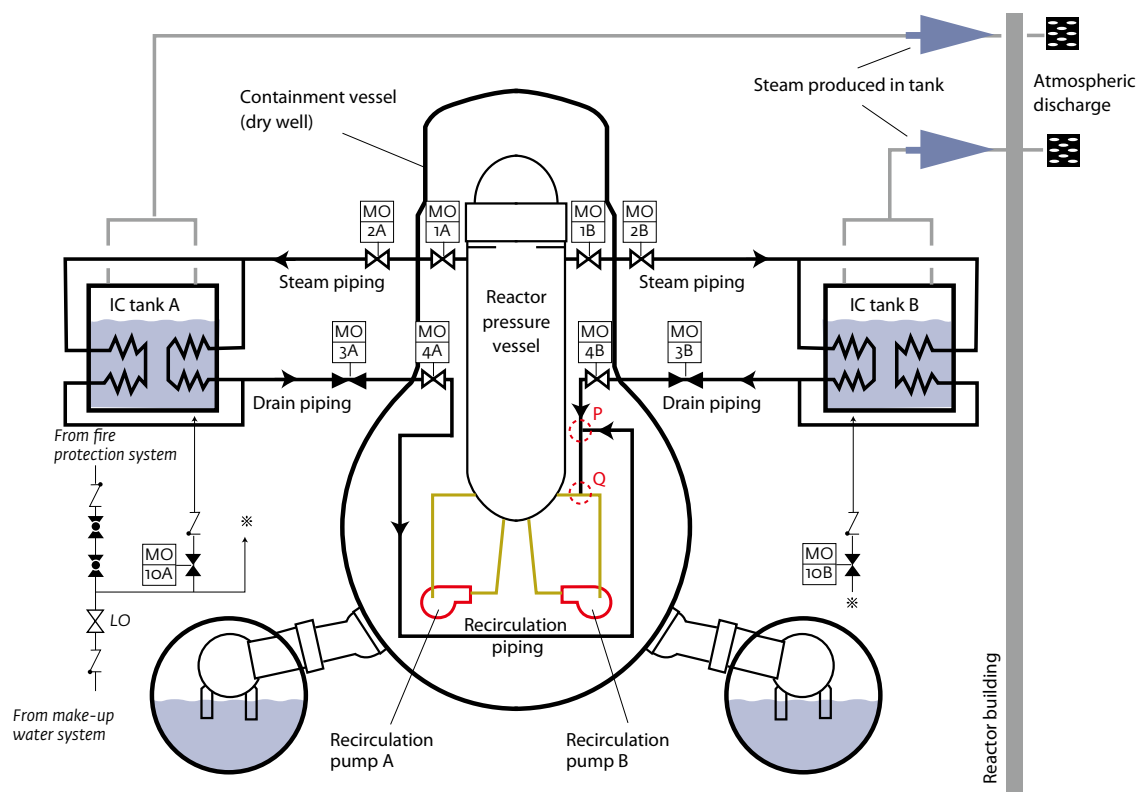 Containment vessel
(dry well)
Steam produced in tank
Atmospheric
discharge
MO
2A
MO
1A
MO
1B
MO
2B
Steam piping
Steam piping
IC tank A
Reactor
pressure
vessel
IC tank B
MO
3A
MO
4A
MO
4B
MO
3B
Drain piping
Drain piping
P
From fire
protection system
Q
※
MO
10A
MO
10B
※
LO
Recirculation
piping
From make-up
water system
Recirculation
pump A
Recirculation
pump B
Reactor building